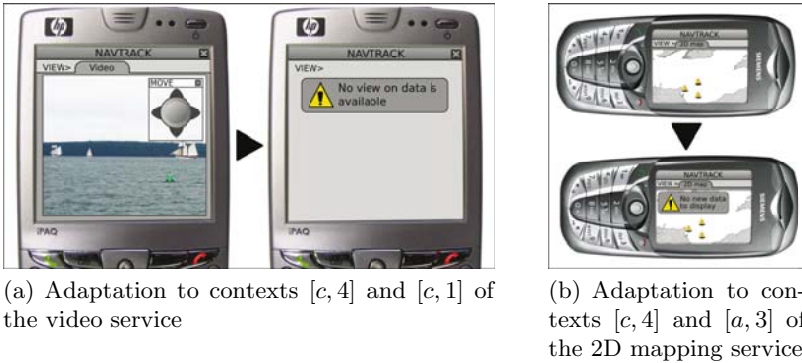 hp
NAVTRACK
VIEW> Video
MOVE
iPAQ
hp
NAVTRACK
VIEW>
No view on data is
available
iPAQ
NAVTRACK
VIEW > 2D map
SIEMENS
NAVTRACK
VIEW > 2D map
No new data
to display
SIEMENS
(a) Adaptation to contexts [c, 4] and [c, 1] of
the video service
(b) Adaptation to con-
texts [c, 4] and [a, 3] of
the 2D mapping service